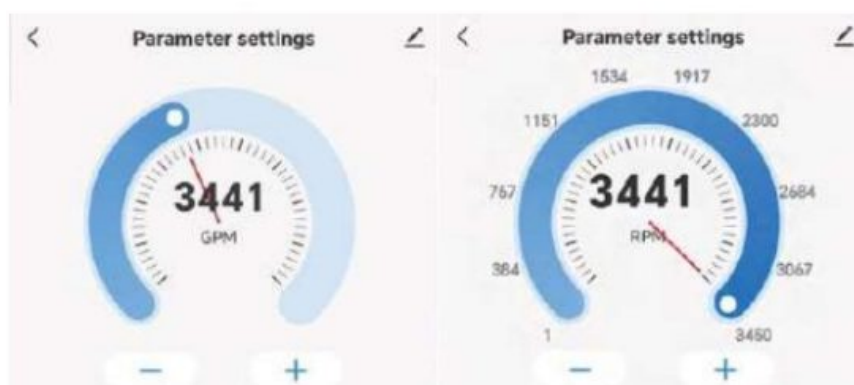 < Parameter settings
3441
GPM
− +
< Parameter settings
1534 1917
1151 2300
767 2684
3441
RPM
384 3067
1 3450
− +